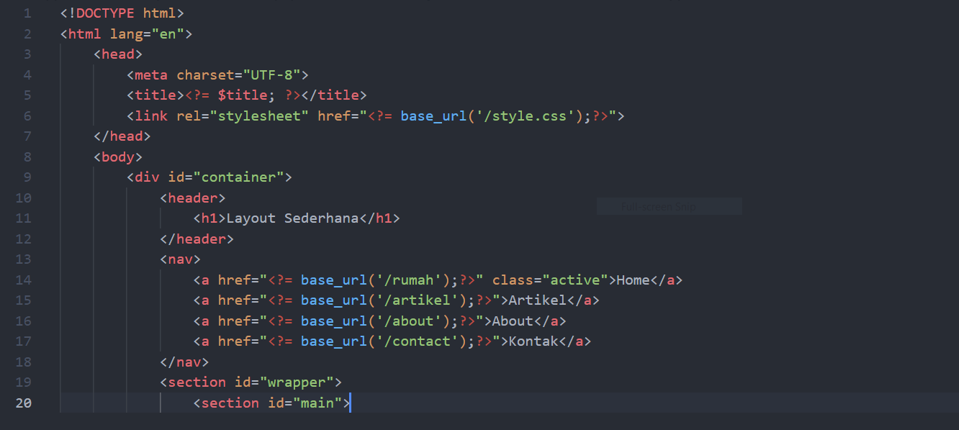 1 <!DOCTYPE html>
2 <html lang="en">
3 <head>
4 <meta charset="UTF-8">
5 <title><?= $title; ?></title>
6 <link rel="stylesheet" href="<?= base_url('/style.css');?>">
7 </head>
8 <body>
9 <div id="container">
10 <header>
11 <h1>Layout Sederhana</h1>
12 </header>
13 <nav>
14 <a href="<?= base_url('/rumah');?>" class="active">Home</a>
15 <a href="<?= base_url('/artikel');?>">Artikel</a>
16 <a href="<?= base_url('/about');?>">About</a>
17 <a href="<?= base_url('/contact');?>">Kontak</a>
18 </nav>
19 <section id="wrapper">
20 <section id="main">